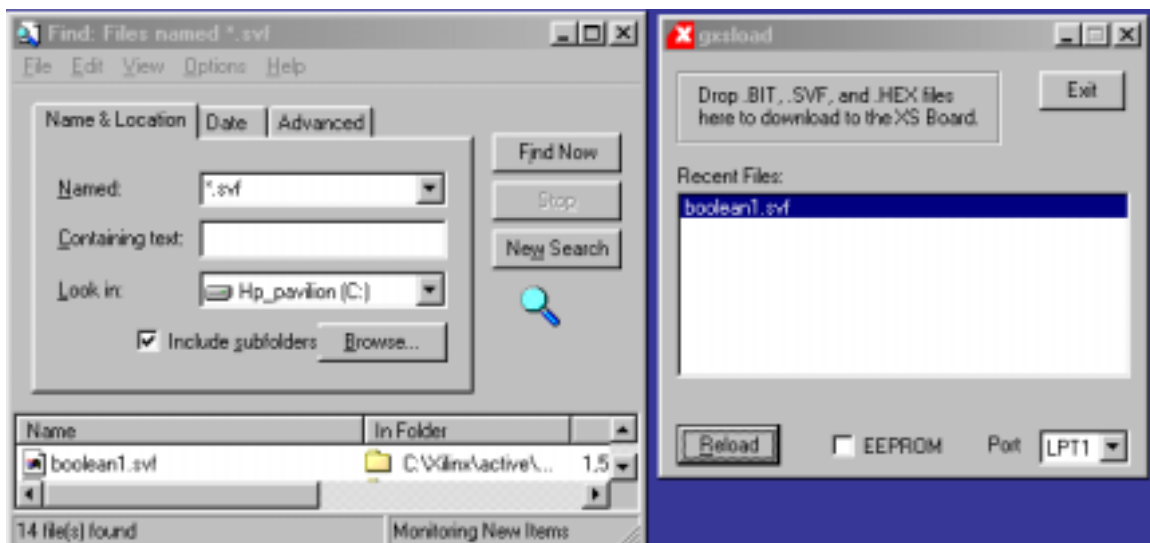 Find: Files named *.svf
File Edit View Options Help
Name & Location Date Advanced
Named: *.svf
Containing text:
Look in: Hp_pavilion (C:)
Include subfolders Browse...
Find Now
Stop
New Search
Name In Folder
boolean1.svf C:\Xilinx\active\... 1,5
14 file(s) found Monitoring New Items
gxsload
Drop .BIT, .SVF, and .HEX files
here to download to the XS Board.
Exit
Recent Files:
boolean1.svf
Reload EEPROM Port LPT1